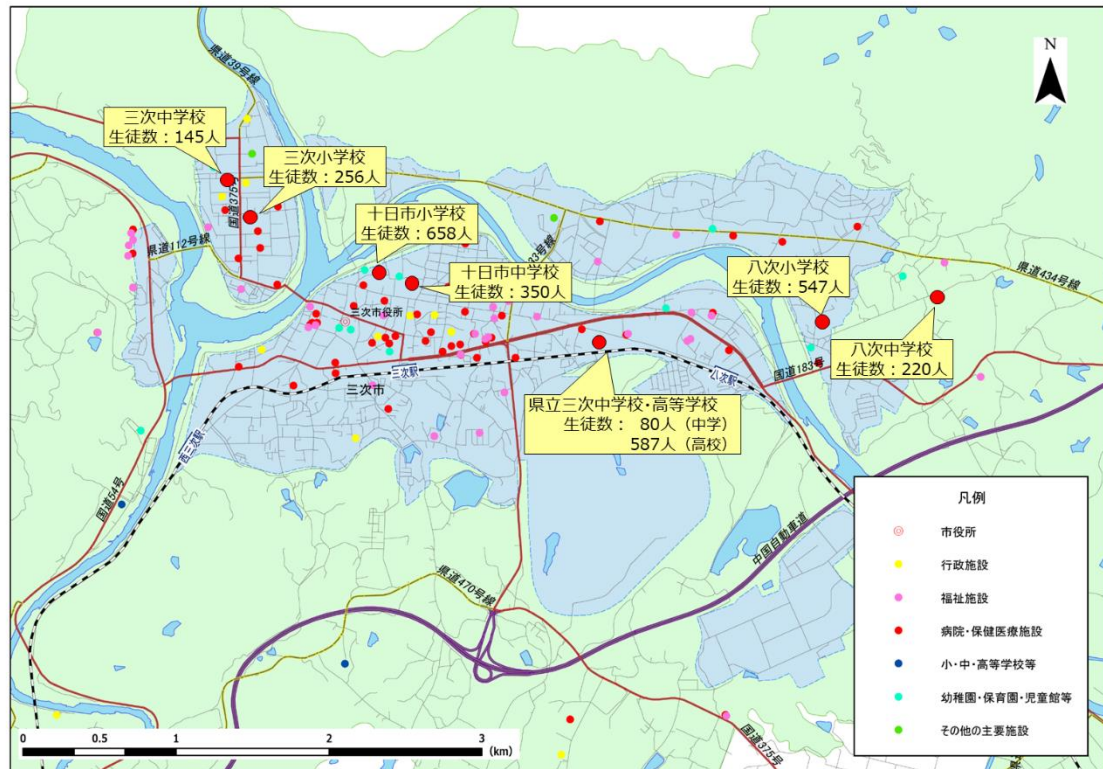 県道39号線
N
三次中学校
生徒数：145人
三次小学校
生徒数：256人
国道375号
十日市小学校
生徒数：658人
県道112号線
33号線
十日市中学校
生徒数：350人
八次小学校
生徒数：547人
県道434号線
三次市役所
八次中学校
生徒数：220人
国道183号
三次駅
八次駅
三次市
県立三次中学校・高等学校
生徒数：　80人（中学）
587人（高校）
西三次駅
国道54号
中国自動車道
県道470号線
国道375号
凡例
市役所
行政施設
福祉施設
病院・保健医療施設
小・中・高等学校等
幼稚園・保育園・児童館等
その他の主要施設
0 0.5 1 2 3
(km)